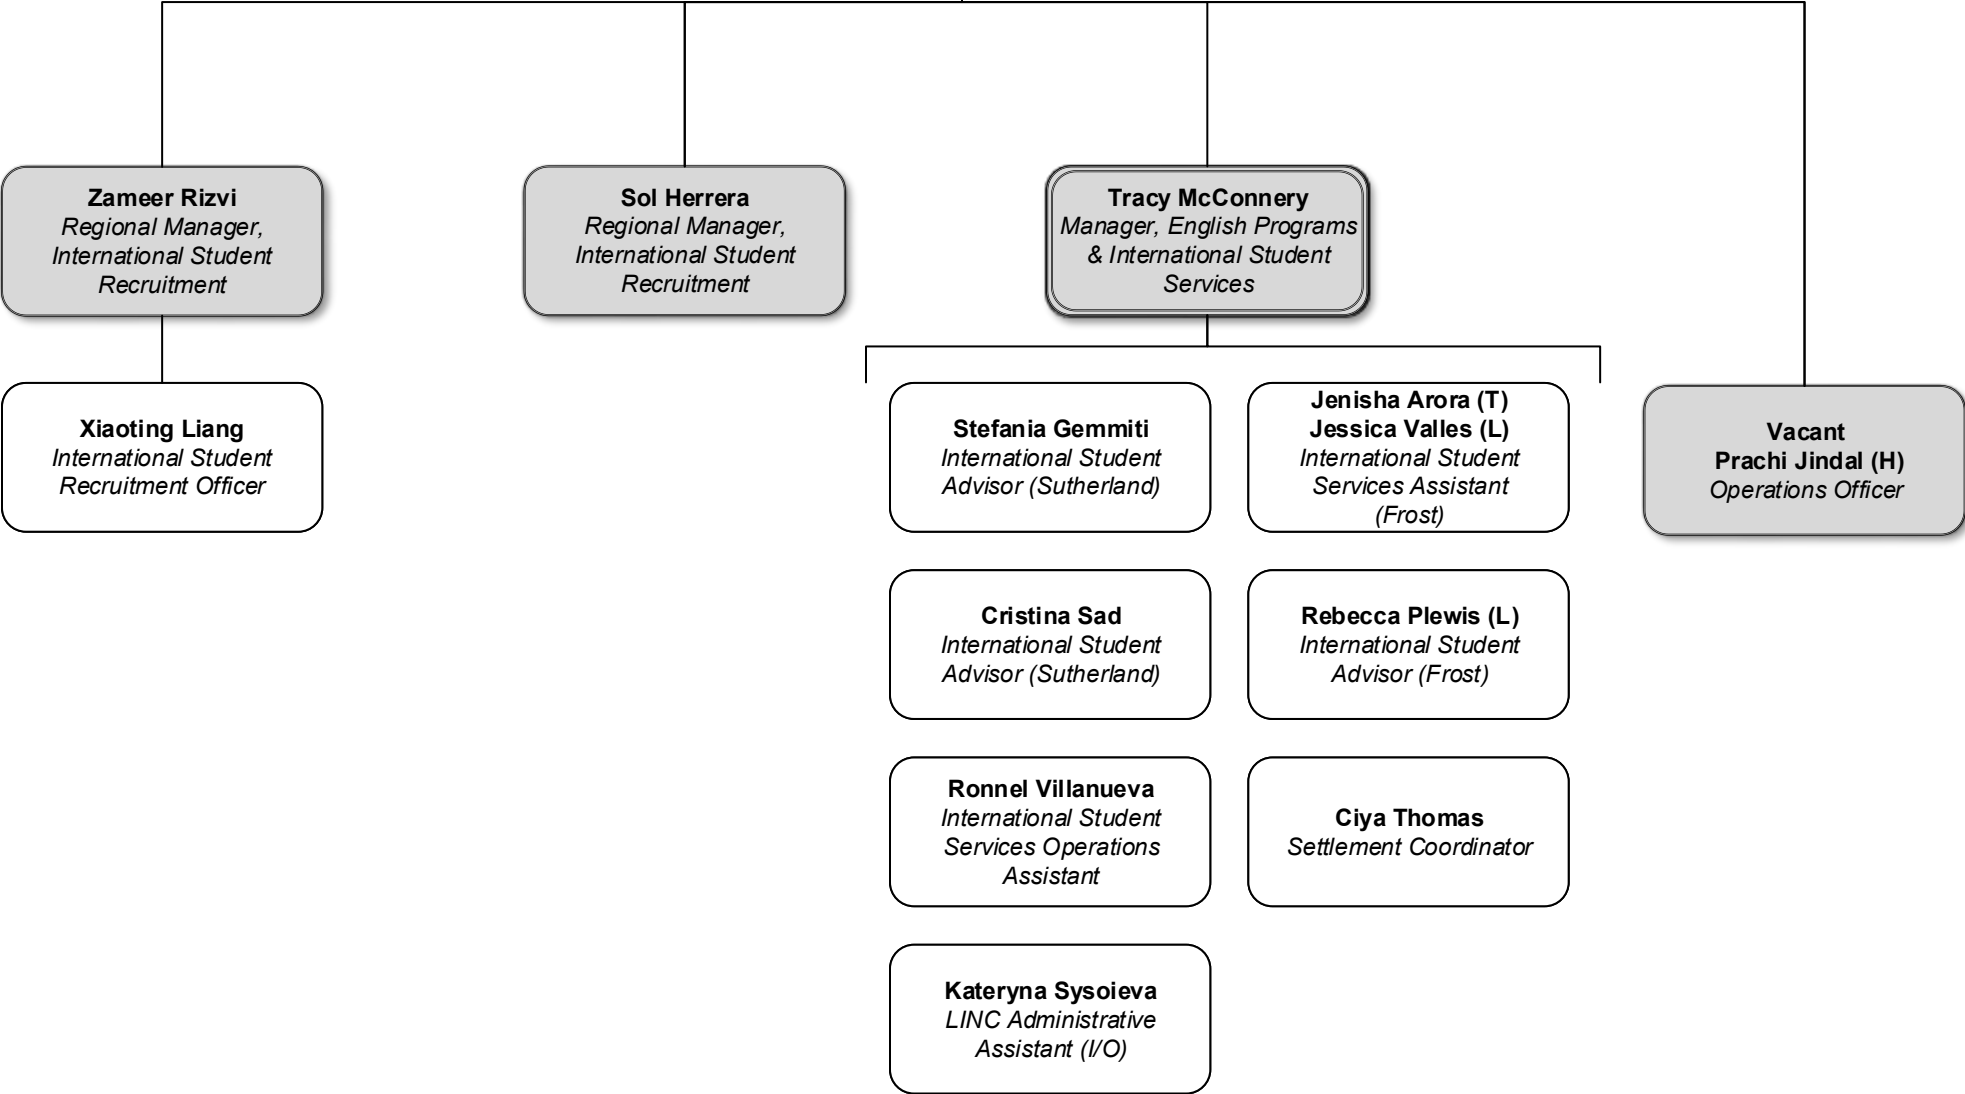 Zameer Rizvi
Regional Manager,
International Student
Recruitment
Sol Herrera
Regional Manager,
International Student
Recruitment
Tracy McConnery
Manager, English Programs
& International Student
Services
Xiaoting Liang
International Student
Recruitment Officer
Stefania Gemmiti
International Student
Advisor (Sutherland)
Jenisha Arora (T)
Jessica Valles (L)
International Student
Services Assistant
(Frost)
Vacant
Prachi Jindal (H)
Operations Officer
Cristina Sad
International Student
Advisor (Sutherland)
Rebecca Plewis (L)
International Student
Advisor (Frost)
Ronnel Villanueva
International Student
Services Operations
Assistant
Ciya Thomas
Settlement Coordinator
Kateryna Sysoieva
LINC Administrative
Assistant (I/O)